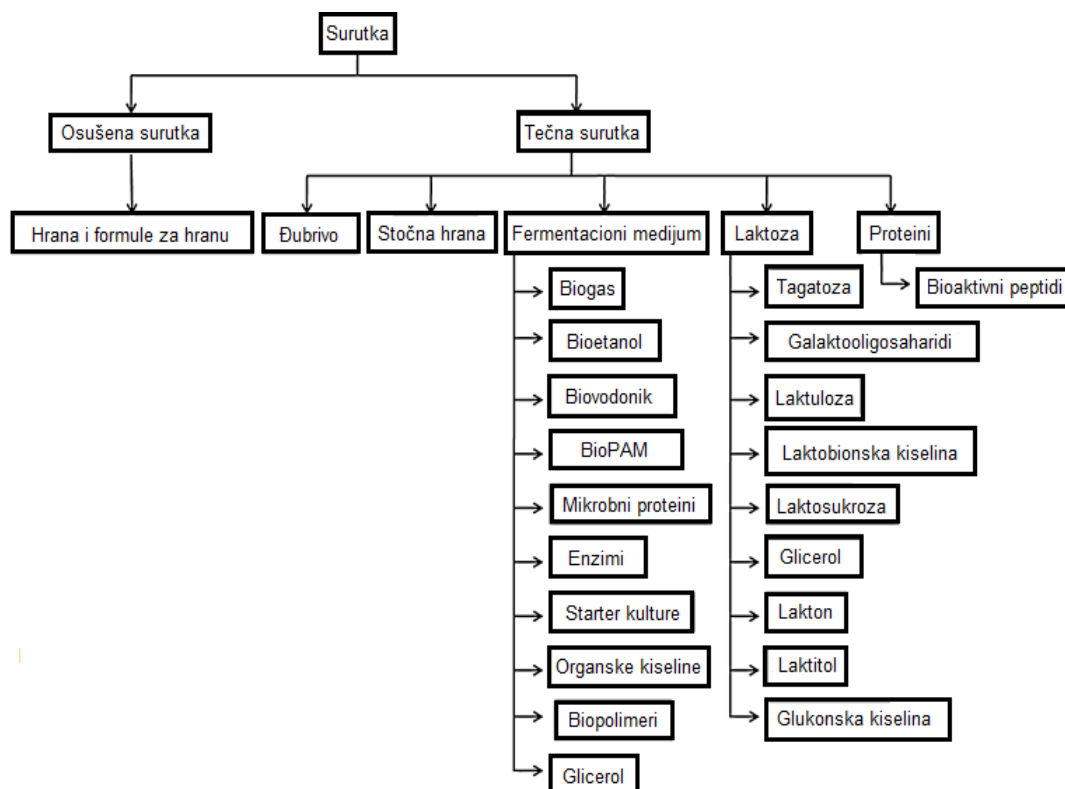 Surutka
Osušena surutka
Tečna surutka
Hrana i formule za hranu
Đubrivo
Stočna hrana
Fermentacioni medijum
Laktoza
Proteini
Biogas
Bioetanol
Biovodonik
BioPAM
Mikrobni proteini
Enzimi
Starter kulture
Organske kiseline
Biopolimeri
Glicerol
Tagatoza
Galaktooligosaharidi
Laktuloza
Laktobionska kiselina
Laktosukroza
Glicerol
Lakton
Laktitol
Glukonska kiselina
Bioaktivni peptidi